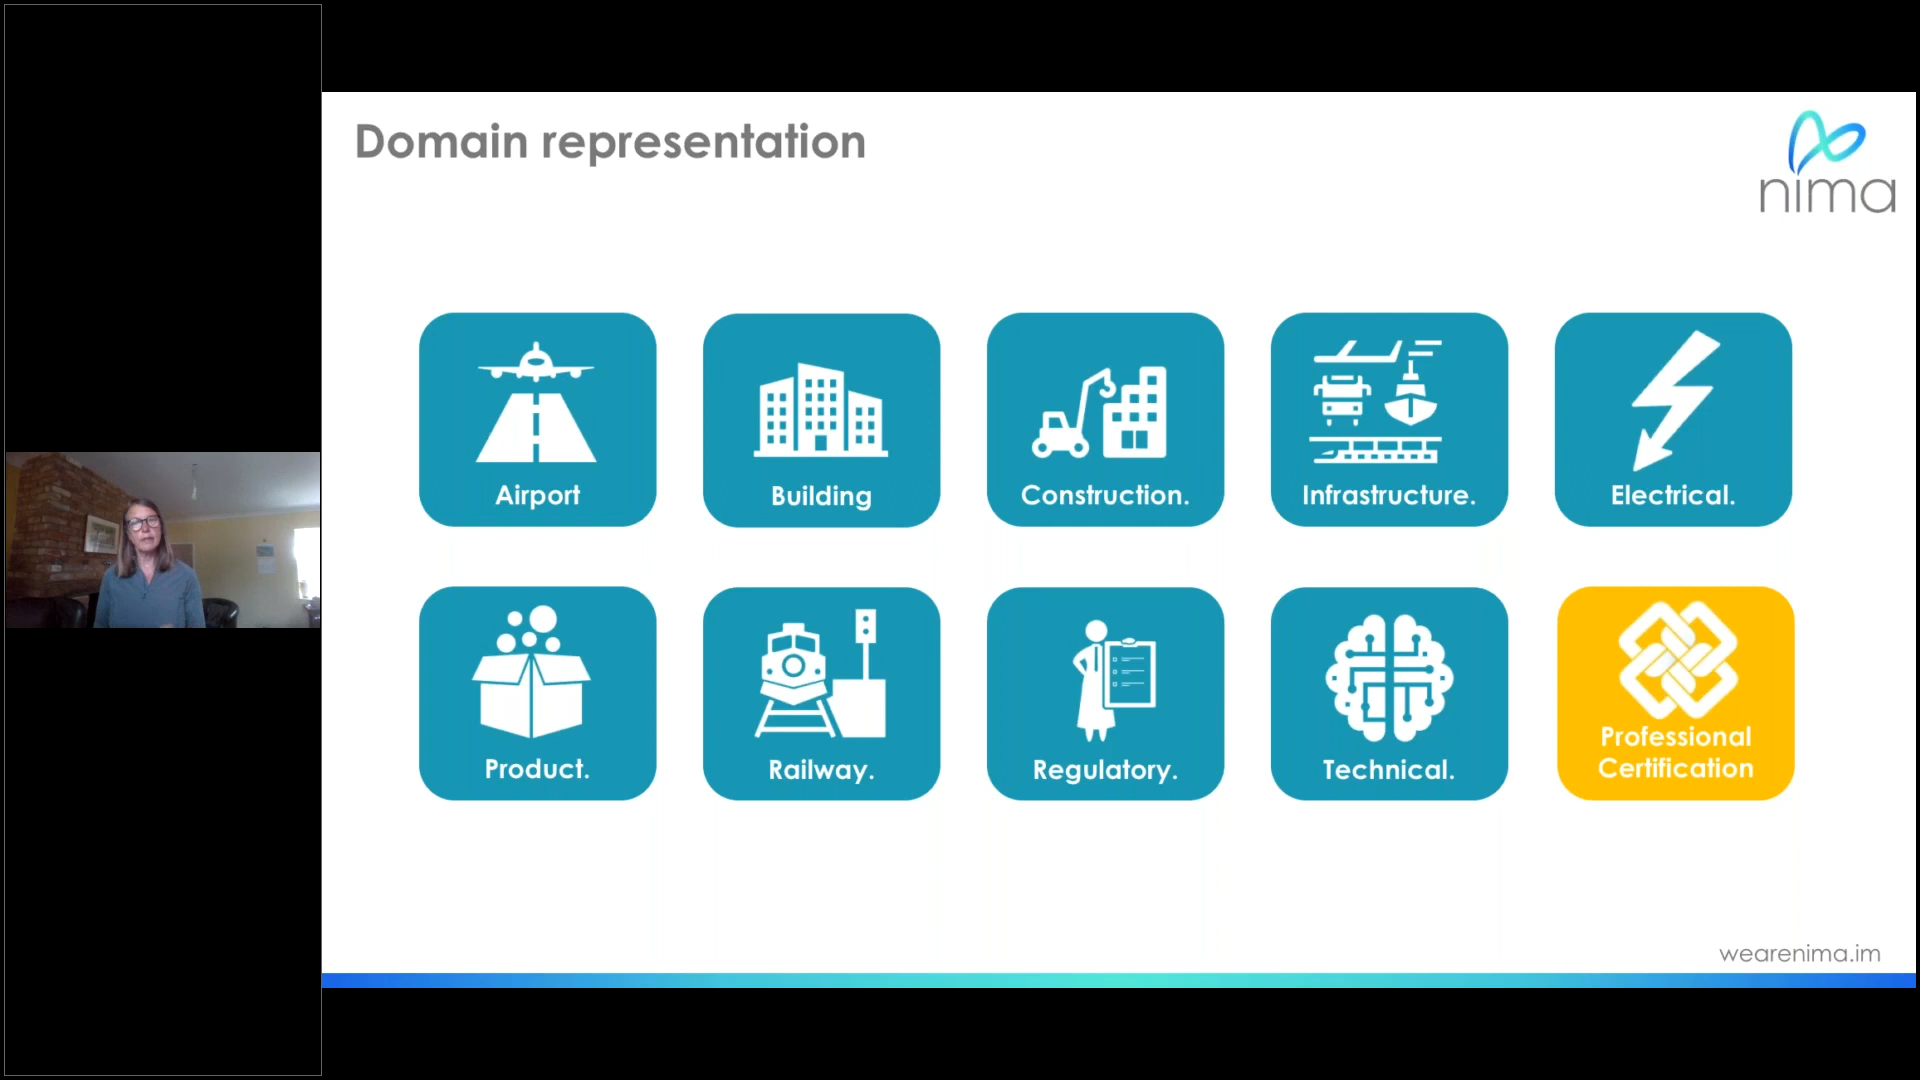 Domain representation
nima
Airport
Building
Construction.
Infrastructure.
Electrical.
Product.
Railway.
Regulatory.
Technical.
Professional
Certification
wearenima.im